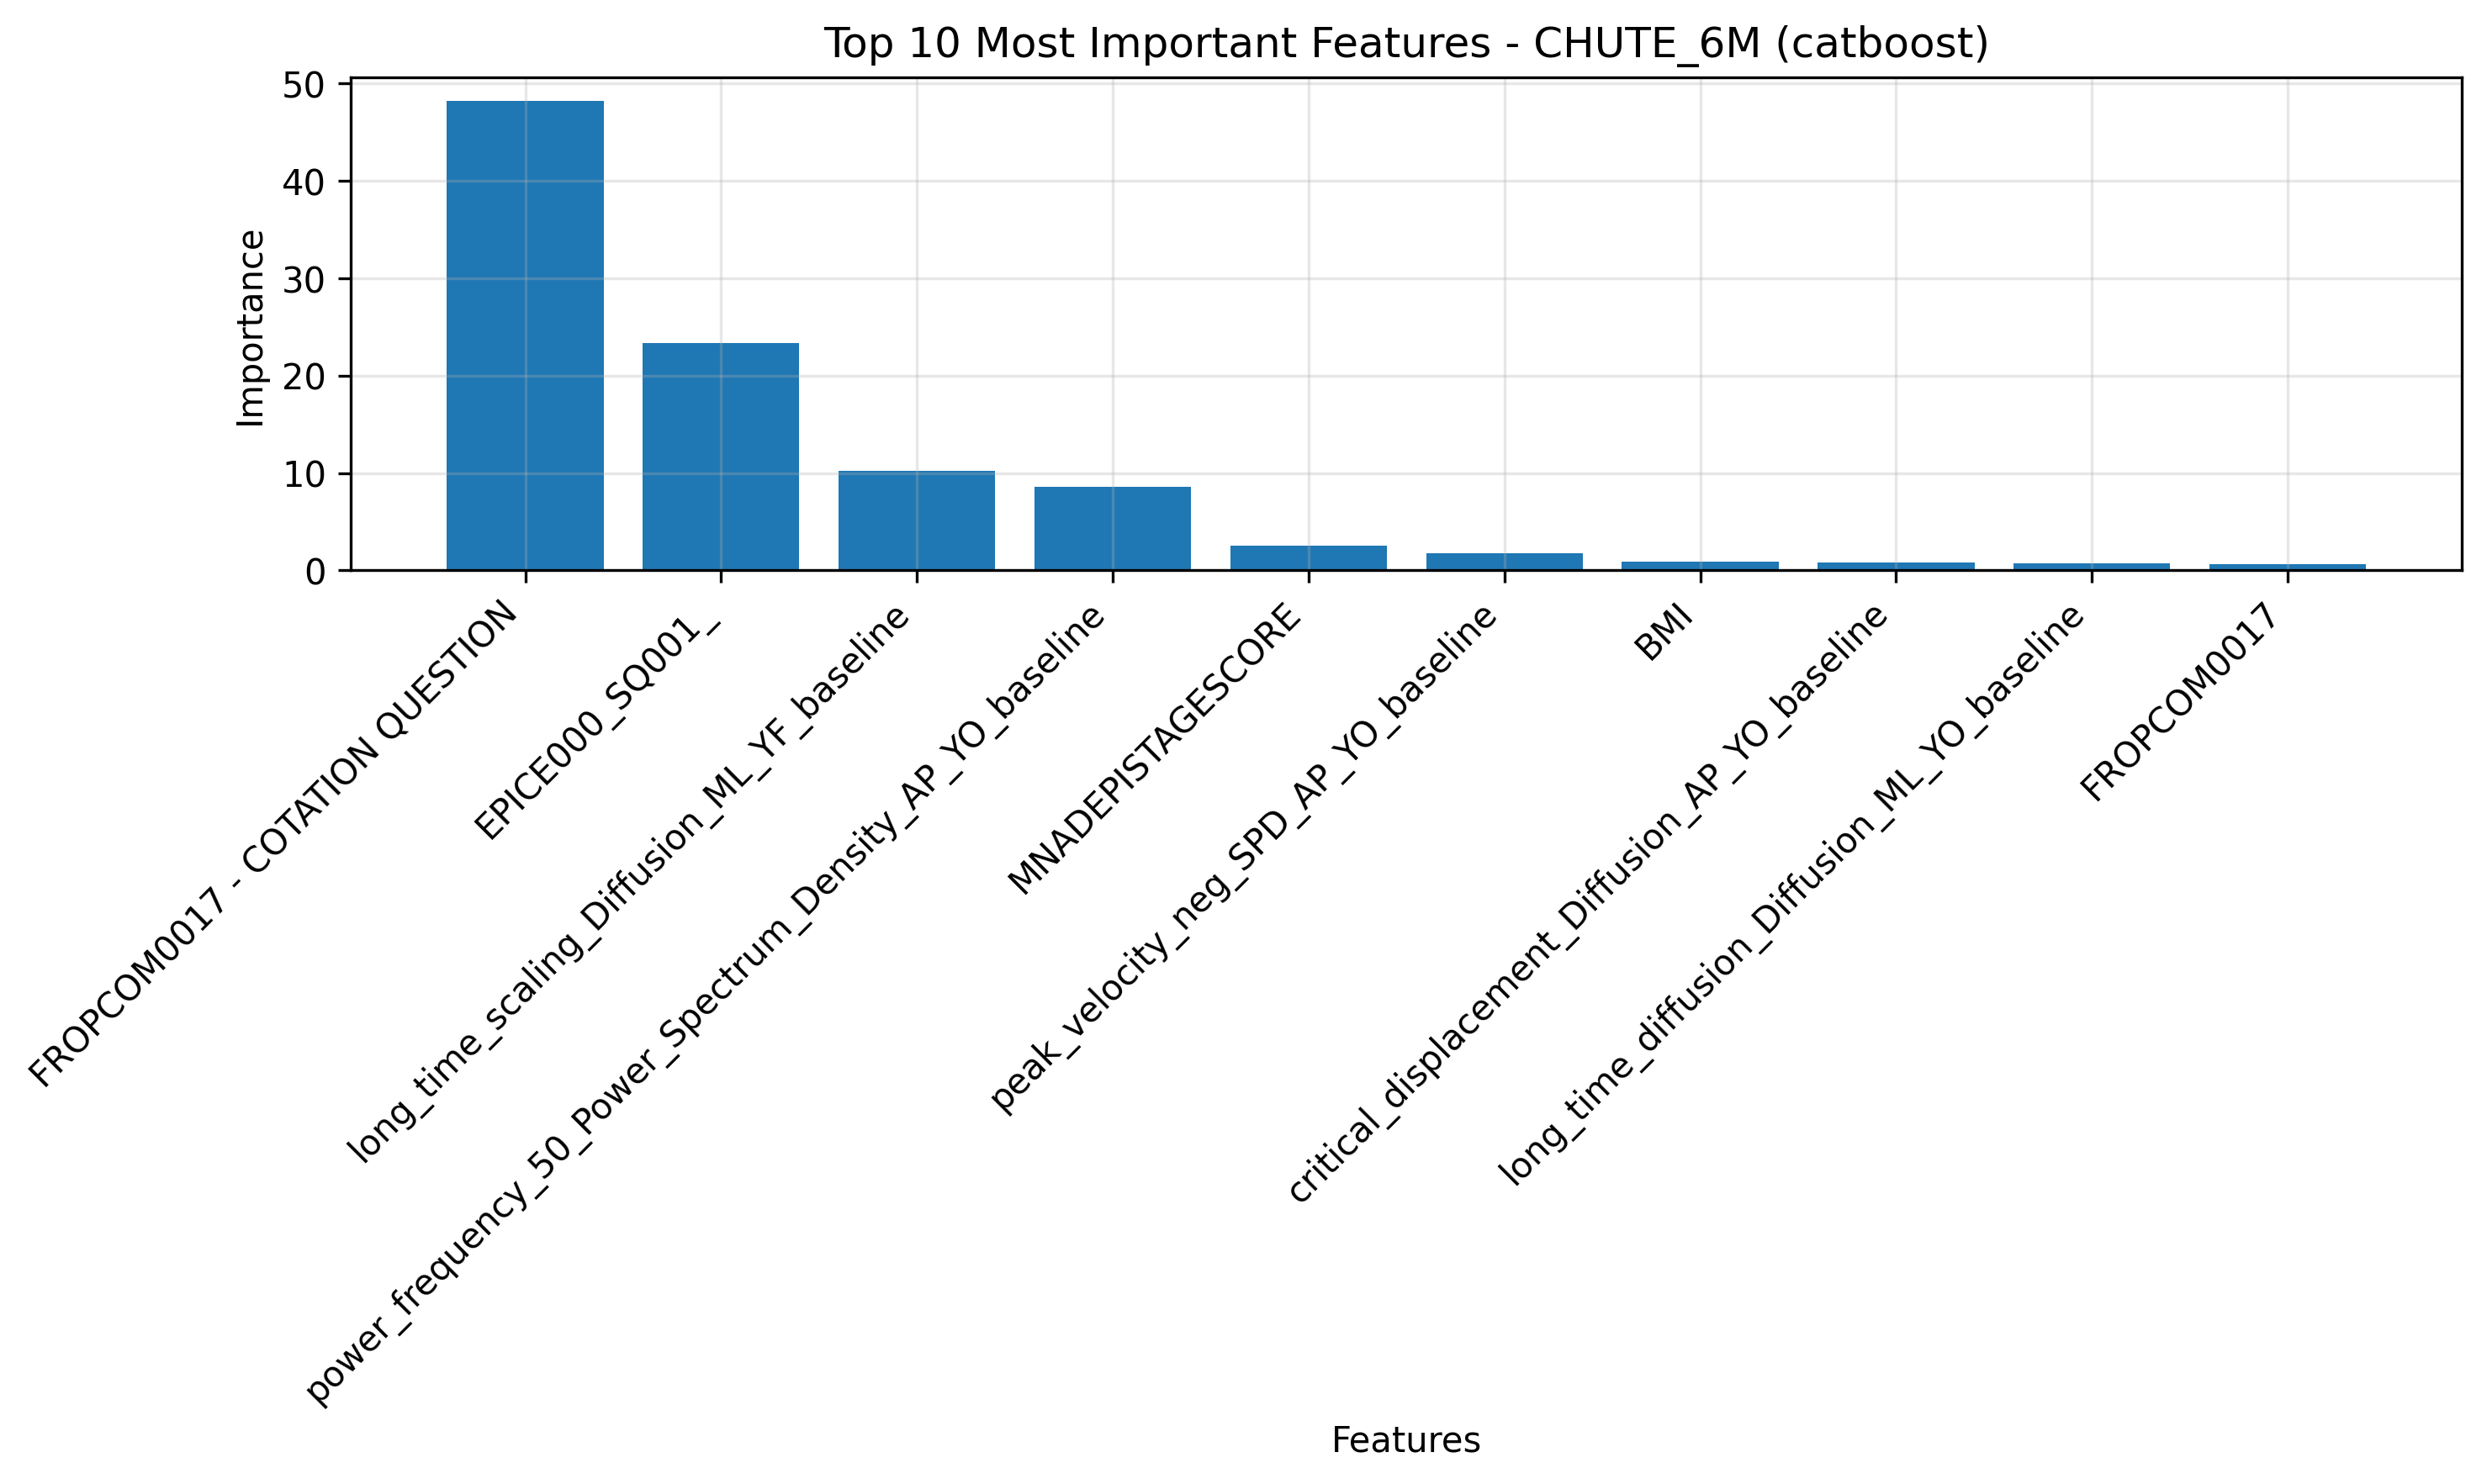 Top 10 Most Important Features - CHUTE_6M (catboost)
Importance
50
40
30
20
10
0
FROPCOM0017 - COTATION QUESTION
EPICE000_SQ001_
long_time_scaling_Diffusion_ML_YF_baseline
power_frequency_50_Power_Spectrum_Density_AP_YO_baseline
MNADEPISTAGESCORE
peak_velocity_neg_SPD_AP_YO_baseline
BMI
critical_displacement_Diffusion_AP_YO_baseline
long_time_diffusion_Diffusion_ML_YO_baseline
FROPCOM0017
Features